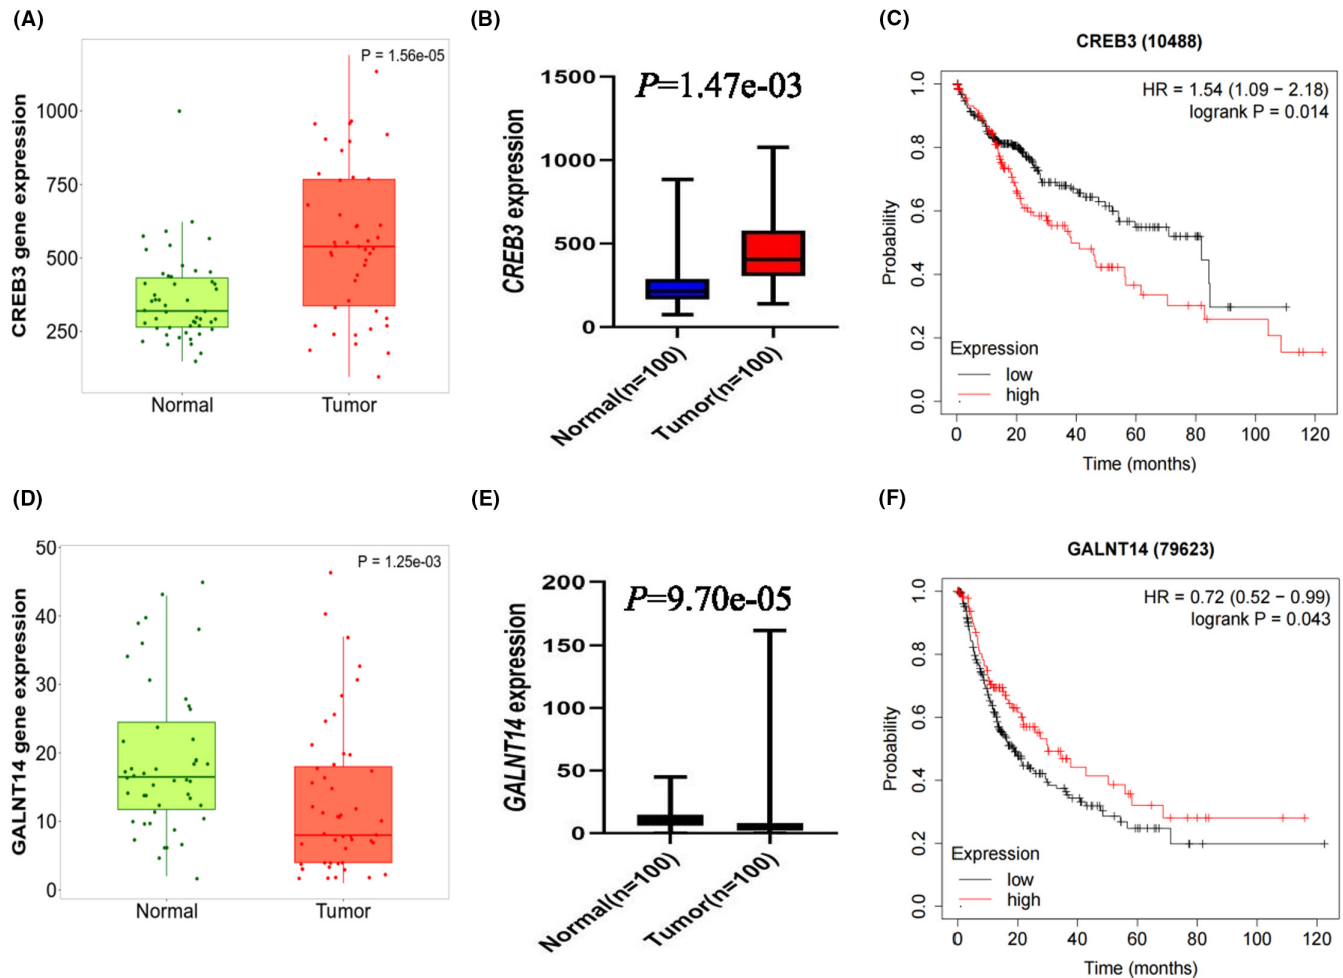 (A)
P = 1.56e-05
CREB3 gene expression
1000
750
500
250
Normal
Tumor
(B)
P=1.47e-03
CREB3 expression
1500
1000
500
0
Normal(n=100)
Tumor(n=100)
(C)
CREB3 (10488)
HR = 1.54 (1.09 − 2.18)
logrank P = 0.014
Probability
1.0
0.8
0.6
0.4
0.2
0.0
Expression
low
high
0 20 40 60 80 100 120
Time (months)
(D)
P = 1.25e-03
GALNT14 gene expression
50
40
30
20
10
0
Normal
Tumor
(E)
P=9.70e-05
GALNT14 expression
200
150
100
50
0
Normal(n=100)
Tumor(n=100)
(F)
GALNT14 (79623)
HR = 0.72 (0.52 − 0.99)
logrank P = 0.043
Probability
1.0
0.8
0.6
0.4
0.2
0.0
Expression
low
high
0 20 40 60 80 100 120
Time (months)